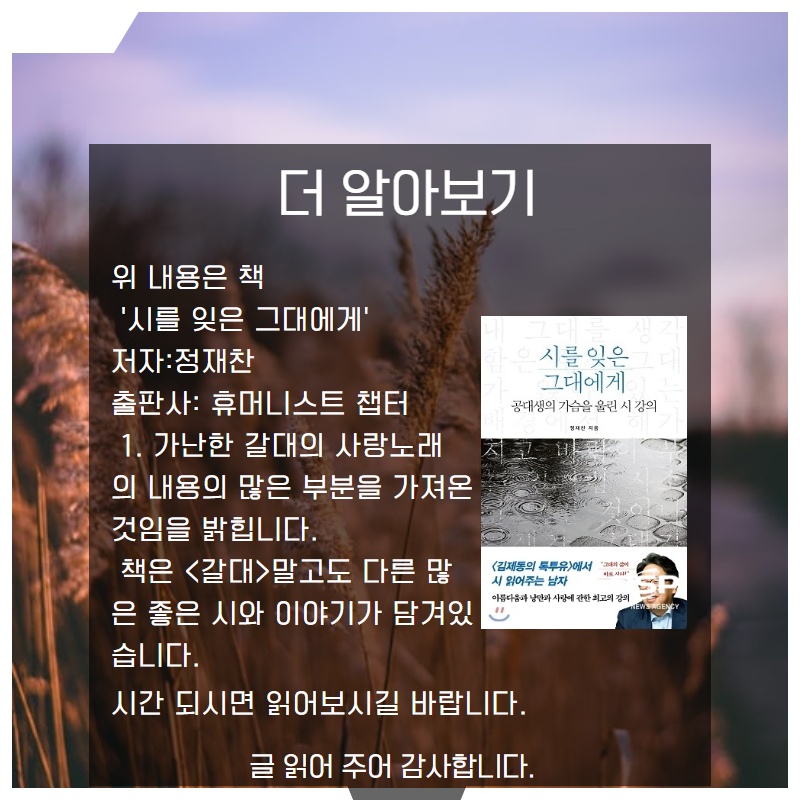 더 알아보기
위 내용은 책
'시를 잊은 그대에게'
저자:정재찬
출판사: 휴머니스트 챕터
1. 가난한 갈대의 사랑노래
의 내용의 많은 부분을 가져온
것임을 밝힙니다.
책은 <갈대>말고도 다른 많
은 좋은 시와 이야기가 담겨있
습니다.
시간 되시면 읽어보시길 바랍니다.
글 읽어 주어 감사합니다.
시를 잊은
그대에게
공대생의 가슴을 울린 시 강의
정재찬 지음
<김제동의 톡투유>에서
시 읽어주는 남자
아름다움과 낭만과 사랑에 관한 최고의 강의
NEWS AGENCY